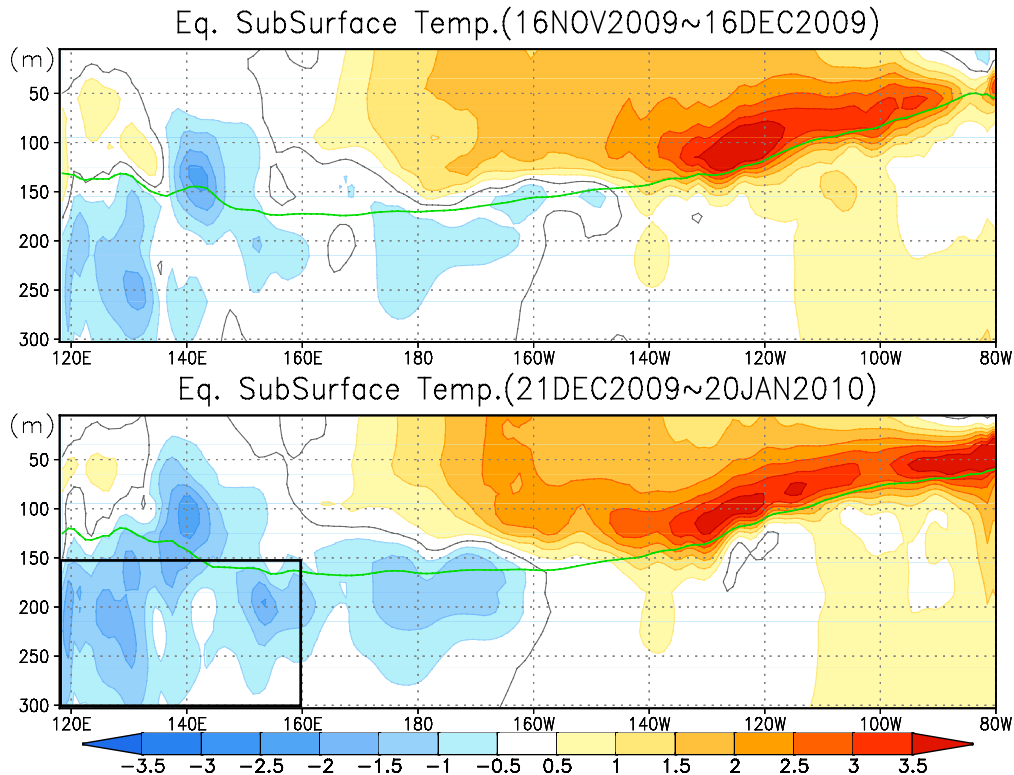 Eq. SubSurface Temp.(16NOV2009~16DEC2009)
(m)
50
100
150
200
250
300
120E 140E 160E 180 160W 140W 120W 100W 80W
Eq. SubSurface Temp.(21DEC2009~20JAN2010)
(m)
50
100
150
200
250
300
120E 140E 160E 180 160W 140W 120W 100W 80W
-3.5 -3 -2.5 -2 -1.5 -1 -0.5 0.5 1 1.5 2 2.5 3 3.5